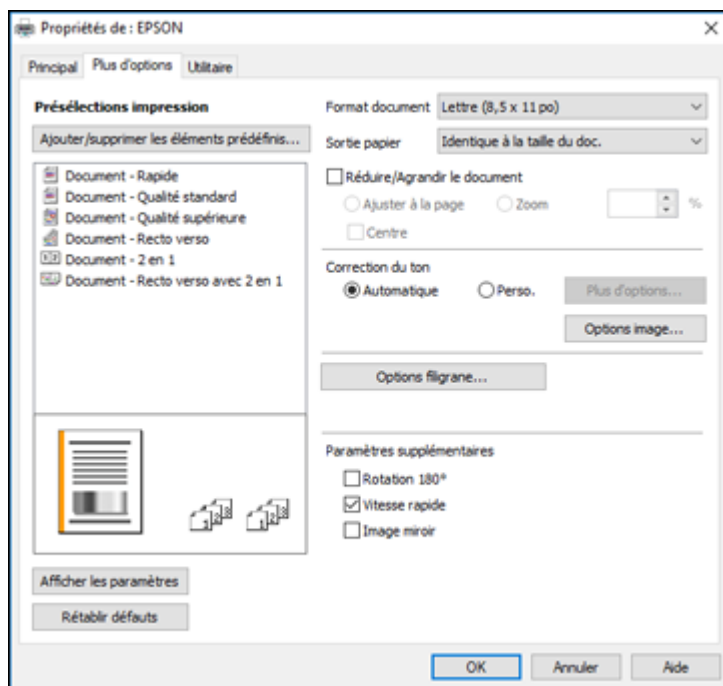 Propriétés de : EPSON
Principal
Plus d'options
Utilitaire
Présélections impression
Ajouter/supprimer les éléments prédéfinis...
Document - Rapide
Document - Qualité standard
Document - Qualité supérieure
Document - Recto verso
Document - 2 en 1
Document - Recto verso avec 2 en 1
Afficher les paramètres
Rétablir défauts
Format document
Lettre (8,5 x 11 po)
Sortie papier
Identique à la taille du doc.
Réduire/Agrandir le document
Ajuster à la page
Zoom
%
Centre
Correction du ton
Automatique
Perso.
Plus d'options...
Options image...
Options filigrane...
Paramètres supplémentaires
Rotation 180°
Vitesse rapide
Image miroir
OK
Annuler
Aide